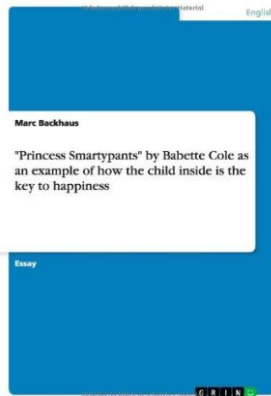 English
Marc Backhaus
"Princess Smartypants" by Babette Cole as
an example of how the child inside is the
key to happiness
Essay
GRIN